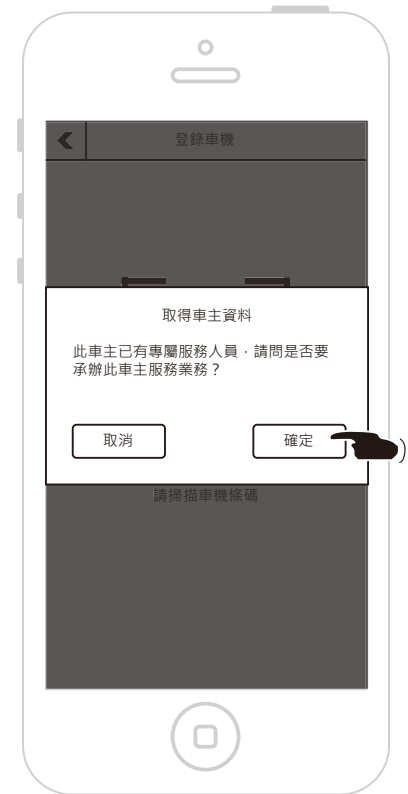 登錄車機
取得車主資料
此車主已有專屬服務人員，請問是否要
承辦此車主服務業務？
取消
確定
請掃描車機條碼